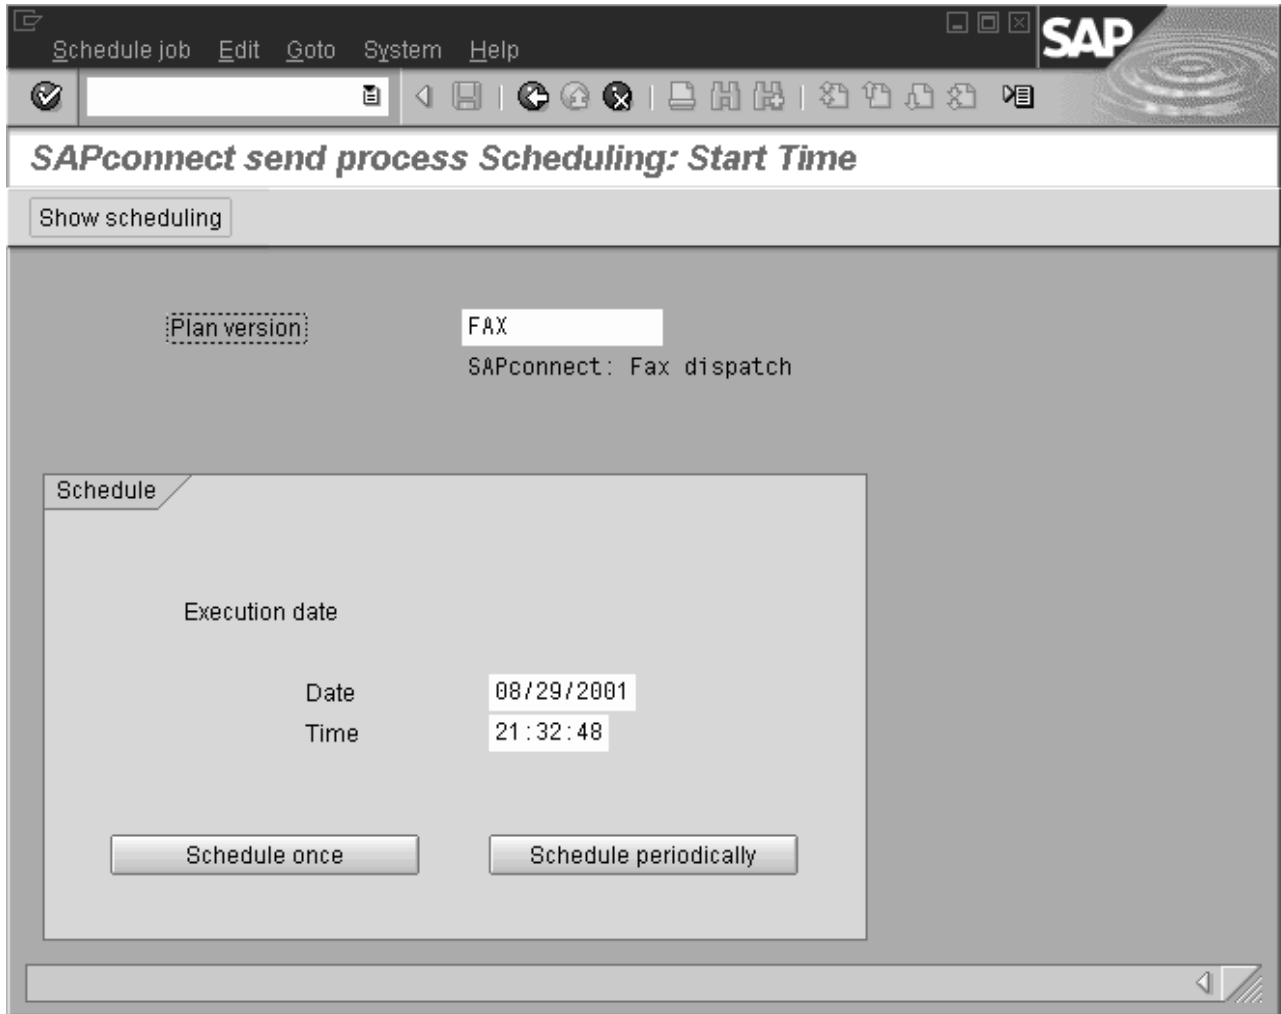 Schedule job Edit Goto System Help
SAP
SAPconnect send process Scheduling: Start Time
Show scheduling
Plan version FAX
SAPconnect: Fax dispatch
Schedule
Execution date
Date 08/29/2001
Time 21:32:48
Schedule once Schedule periodically